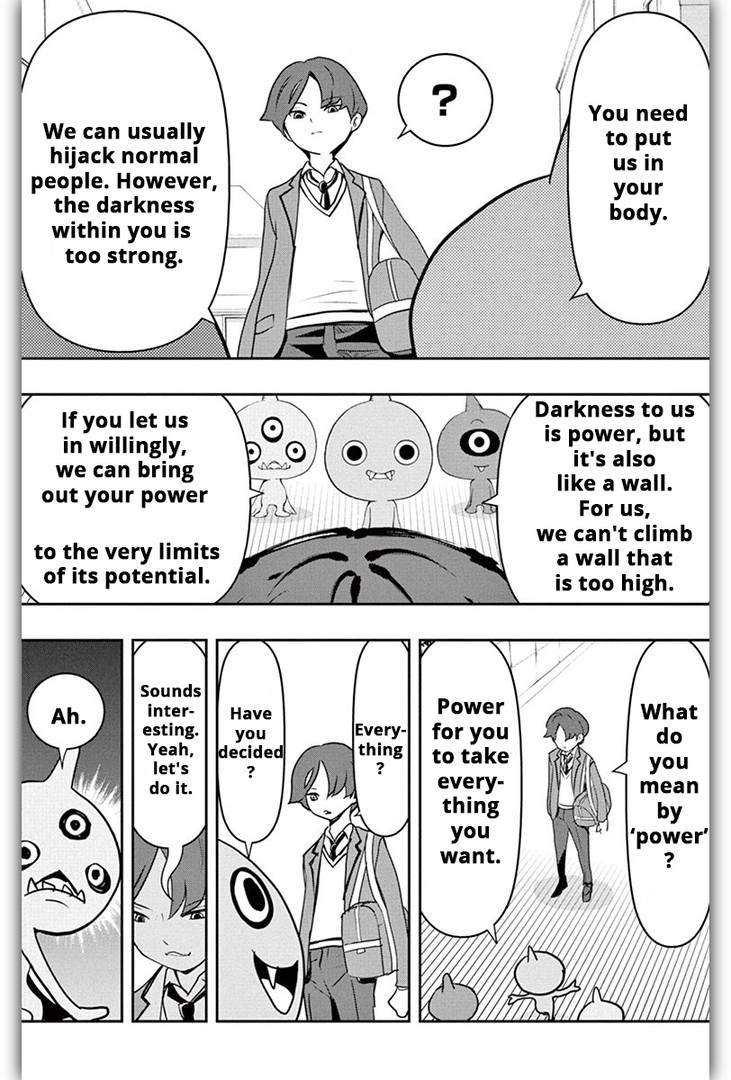 You need
to put
us in
your
body.
?
We can usually
hijack normal
people. However,
the darkness
within you is
too strong.
Darkness to us
is power, but
it's also
like a wall.
For us,
we can't climb
a wall that
is too high.
If you let us
in willingly,
we can bring
out your power
to the very limits
of its potential.
What
do
you
mean
by
‘power’
?
Power
for you
to take
every-
thing
you
want.
Every-
thing
?
Have
you
decided
?
Sounds
inter-
esting.
Yeah,
let's
do it.
Ah.